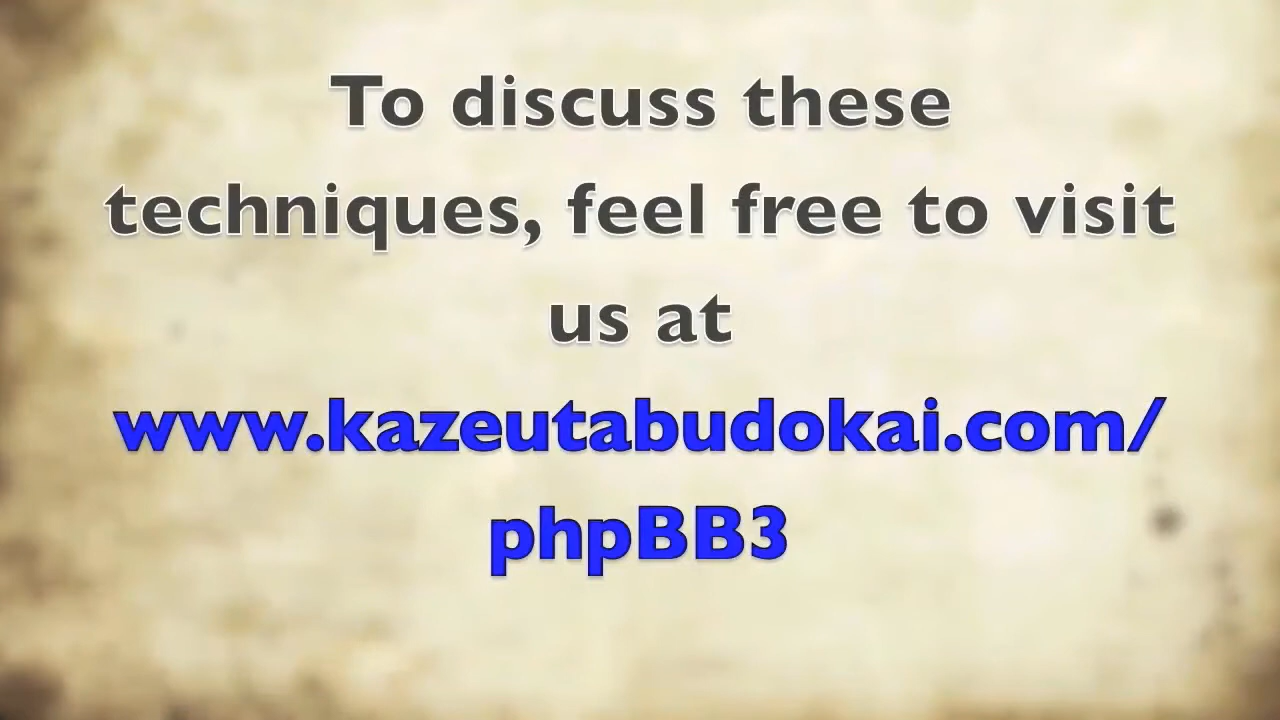 To discuss these
techniques, feel free to visit
us at
www.kazeutabudokai.com/
phpBB3